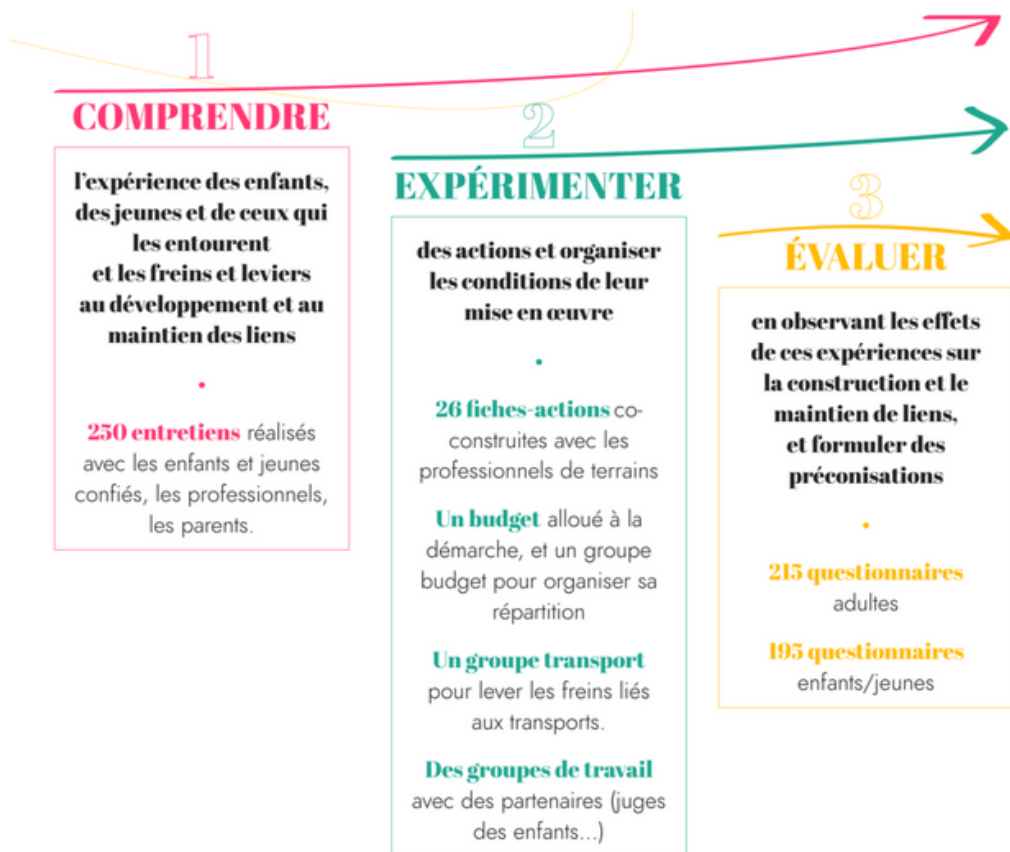 1
COMPRENDRE
l'expérience des enfants,
des jeunes et de ceux qui
les entourent
et les freins et leviers
au développement et au
maintien des liens
•
250 entretiens réalisés
avec les enfants et jeunes
confiés, les professionnels,
les parents.
2
EXPÉRIMENTER
des actions et organiser
les conditions de leur
mise en œuvre
•
26 fiches-actions co-
construites avec les
professionnels de terrains
Un budget alloué à la
démarche, et un groupe
budget pour organiser sa
répartition
Un groupe transport
pour lever les freins liés
aux transports.
Des groupes de travail
avec des partenaires (juges
des enfants...)
3
ÉVALUER
en observant les effets
de ces expériences sur
la construction et le
maintien de liens,
et formuler des
préconisations
•
215 questionnaires
adultes
195 questionnaires
enfants/jeunes